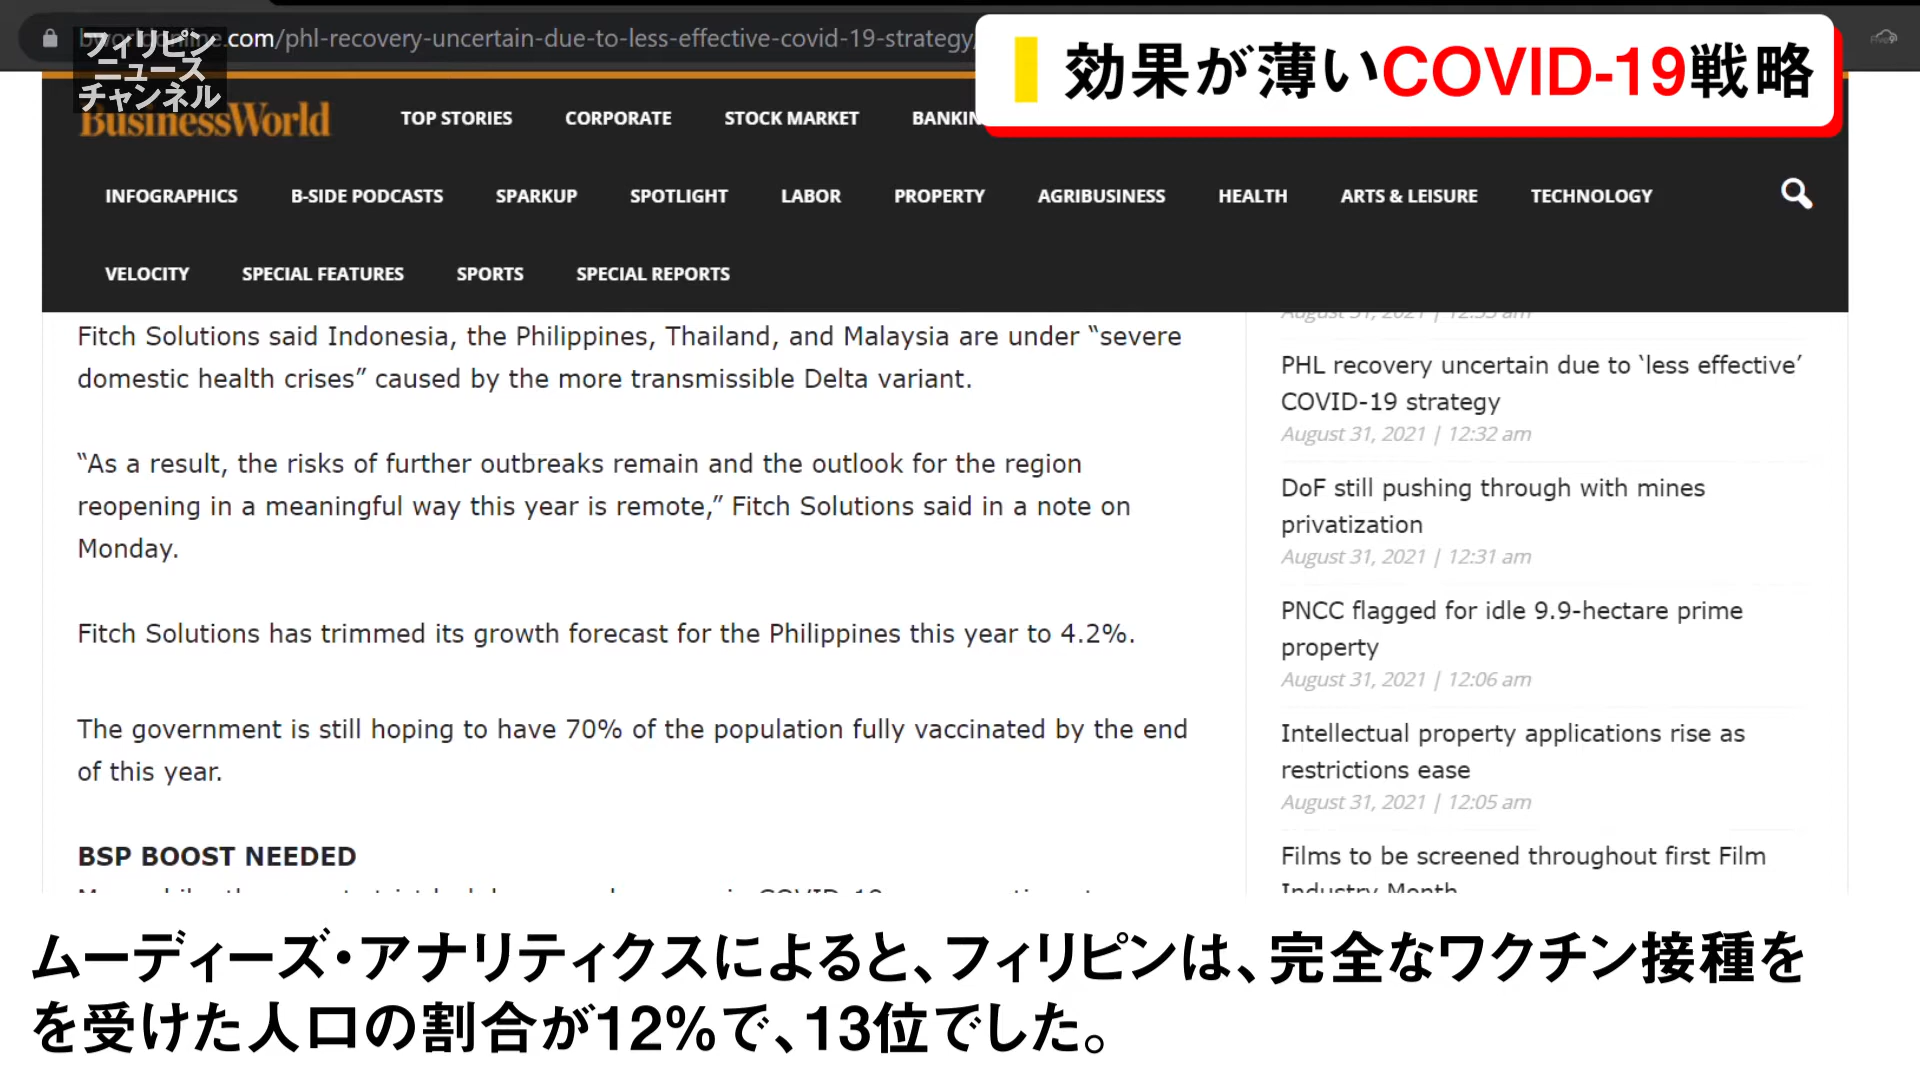 bworldonline.com/phl-recovery-uncertain-due-to-less-effective-covid-19-strategy/
フィリピン
ニュース
チャンネル
効果が薄いCOVID-19戦略
BusinessWorld
TOP STORIES CORPORATE STOCK MARKET BANKIN
INFOGRAPHICS B-SIDE PODCASTS SPARKUP SPOTLIGHT LABOR PROPERTY AGRIBUSINESS HEALTH ARTS & LEISURE TECHNOLOGY
VELOCITY SPECIAL FEATURES SPORTS SPECIAL REPORTS
Fitch Solutions said Indonesia, the Philippines, Thailand, and Malaysia are under “severe
domestic health crises” caused by the more transmissible Delta variant.
“As a result, the risks of further outbreaks remain and the outlook for the region
reopening in a meaningful way this year is remote,” Fitch Solutions said in a note on
Monday.
Fitch Solutions has trimmed its growth forecast for the Philippines this year to 4.2%.
The government is still hoping to have 70% of the population fully vaccinated by the end
of this year.
BSP BOOST NEEDED
August 31, 2021 | 12:33 am
PHL recovery uncertain due to ‘less effective’
COVID-19 strategy
August 31, 2021 | 12:32 am
DoF still pushing through with mines
privatization
August 31, 2021 | 12:31 am
PNCC flagged for idle 9.9-hectare prime
property
August 31, 2021 | 12:06 am
Intellectual property applications rise as
restrictions ease
August 31, 2021 | 12:05 am
Films to be screened throughout first Film
Industry Month
ムーディーズ・アナリティクスによると、フィリピンは、完全なワクチン接種を
を受けた人口の割合が12%で、13位でした。